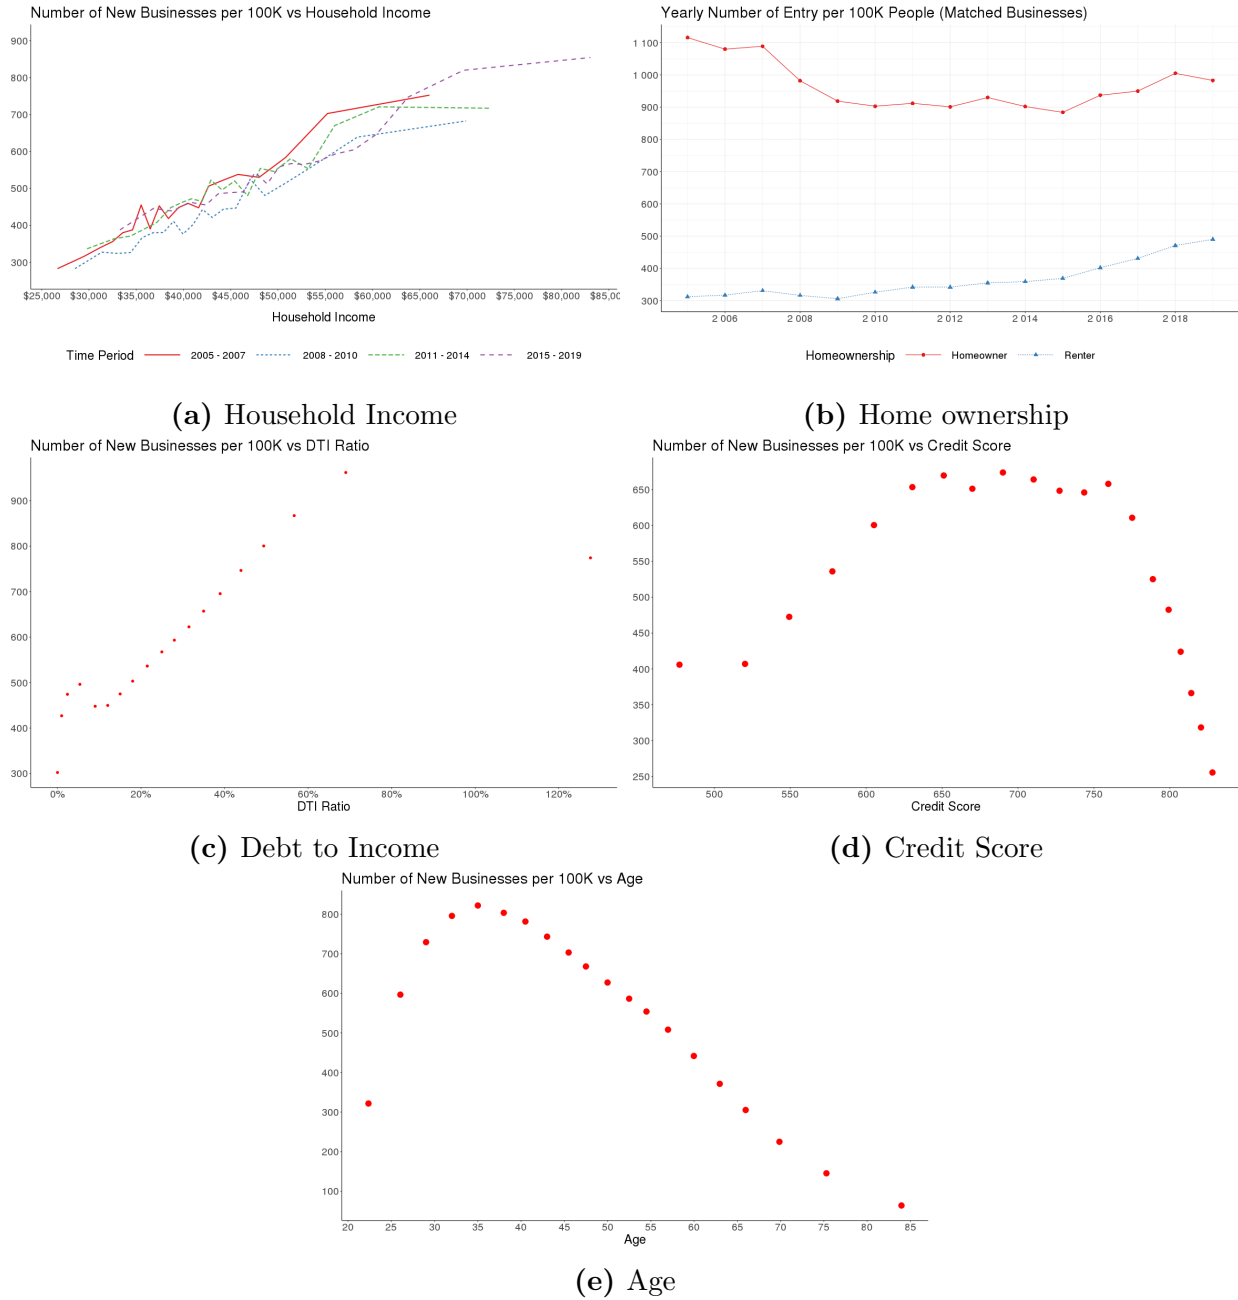 Number of New Businesses per 100K vs Household Income
900
800
700
600
500
400
300
$25,000 $30,000 $35,000 $40,000 $45,000 $50,000 $55,000 $60,000 $65,000 $70,000 $75,000 $80,000 $85,0
Household Income
Time Period 2005 - 2007 2008 - 2010 2011 - 2014 2015 - 2019
(a) Household Income
Yearly Number of Entry per 100K People (Matched Businesses)
1 100
1 000
900
800
700
600
500
400
300
2 006 2 008 2 010 2 012 2 014 2 016 2 018
Homeownership Homeowner Renter
(b) Home ownership
Number of New Businesses per 100K vs DTI Ratio
900
800
700
600
500
400
300
0% 20% 40% 60% 80% 100% 120%
DTI Ratio
(c) Debt to Income
Number of New Businesses per 100K vs Credit Score
650
600
550
500
450
400
350
300
250
500 550 600 650 700 750 800
Credit Score
(d) Credit Score
Number of New Businesses per 100K vs Age
800
700
600
500
400
300
200
100
20 25 30 35 40 45 50 55 60 65 70 75 80 85
Age
(e) Age